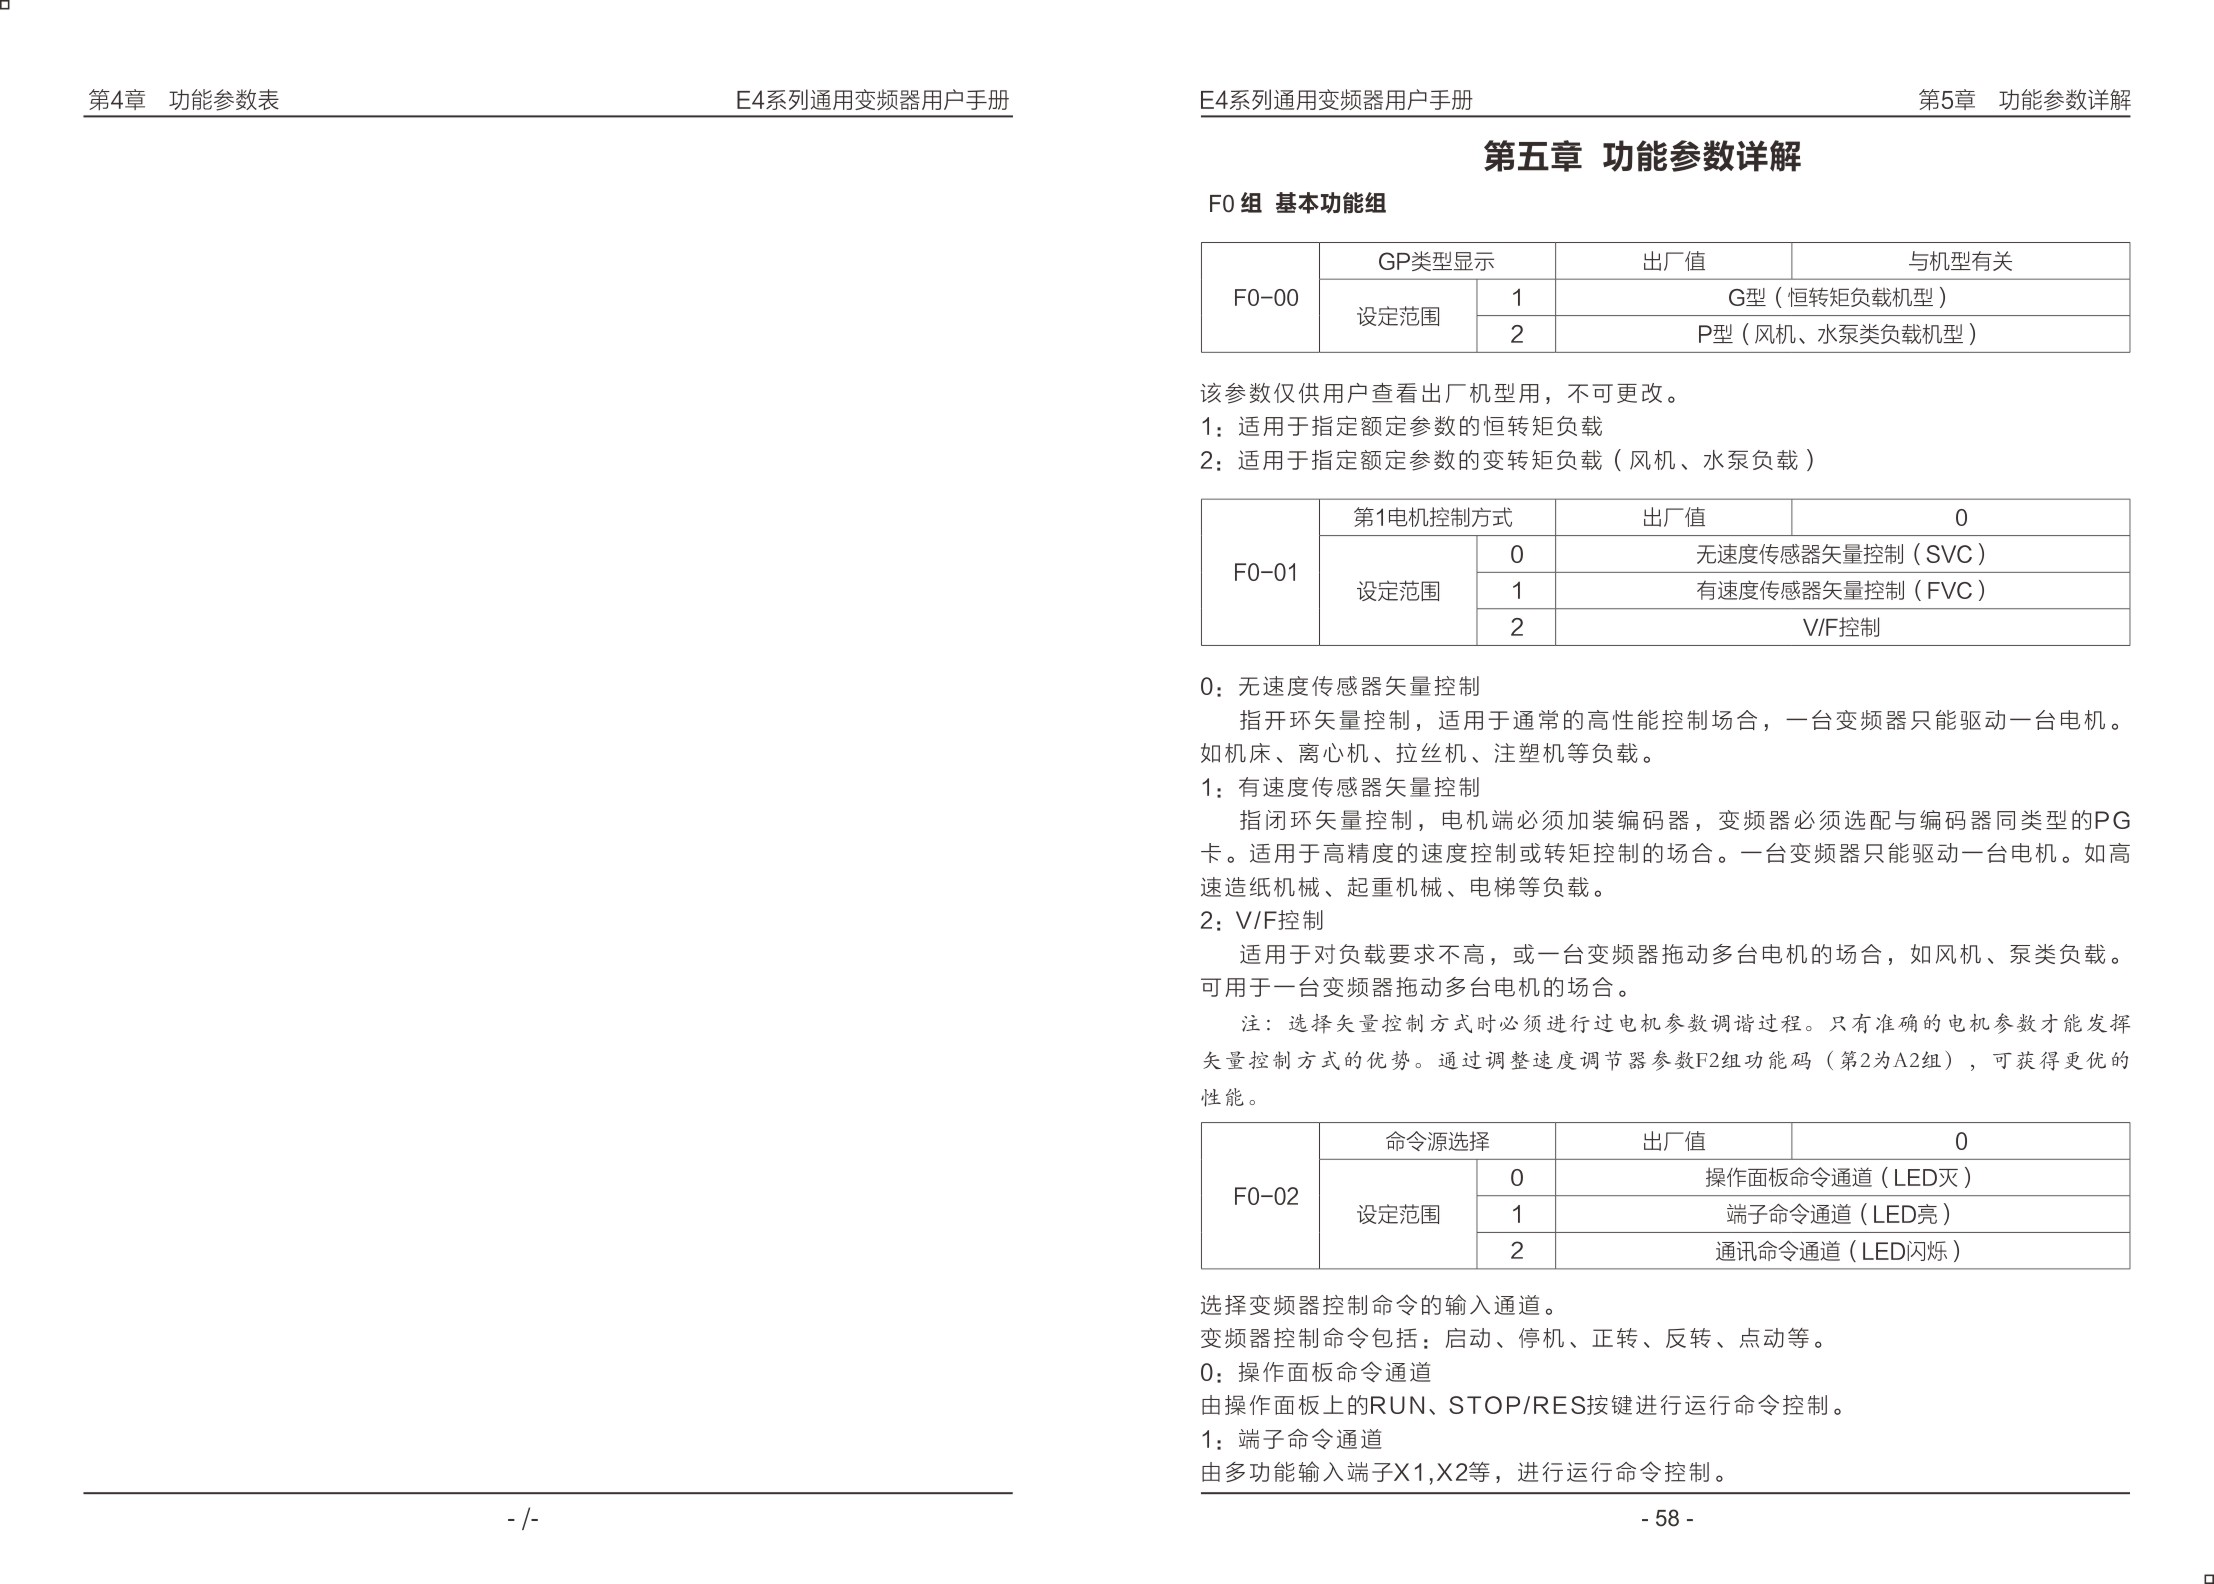 第4章　功能参数表
E4系列通用变频器用户手册
- /-
E4系列通用变频器用户手册
第5章　功能参数详解
第五章 功能参数详解
F0 组 基本功能组
F0-00
GP类型显示
出厂值
与机型有关
设定范围
1
G型（恒转矩负载机型）
2
P型（风机、水泵类负载机型）
该参数仅供用户查看出厂机型用，不可更改。
1：适用于指定额定参数的恒转矩负载
2：适用于指定额定参数的变转矩负载（风机、水泵负载）
F0-01
第1电机控制方式
出厂值
0
设定范围
0
无速度传感器矢量控制（SVC）
1
有速度传感器矢量控制（FVC）
2
V/F控制
0：无速度传感器矢量控制
指开环矢量控制，适用于通常的高性能控制场合，一台变频器只能驱动一台电机。
如机床、离心机、拉丝机、注塑机等负载。
1：有速度传感器矢量控制
指闭环矢量控制，电机端必须加装编码器，变频器必须选配与编码器同类型的PG
卡。适用于高精度的速度控制或转矩控制的场合。一台变频器只能驱动一台电机。如高
速造纸机械、起重机械、电梯等负载。
2：V/F控制
适用于对负载要求不高，或一台变频器拖动多台电机的场合，如风机、泵类负载。
可用于一台变频器拖动多台电机的场合。
注：选择矢量控制方式时必须进行过电机参数调谐过程。只有准确的电机参数才能发挥
矢量控制方式的优势。通过调整速度调节器参数F2组功能码（第2为A2组），可获得更优的
性能。
F0-02
命令源选择
出厂值
0
设定范围
0
操作面板命令通道（LED灭）
1
端子命令通道（LED亮）
2
通讯命令通道（LED闪烁）
选择变频器控制命令的输入通道。
变频器控制命令包括：启动、停机、正转、反转、点动等。
0：操作面板命令通道
由操作面板上的RUN、STOP/RES按键进行运行命令控制。
1：端子命令通道
由多功能输入端子X1,X2等，进行运行命令控制。
- 58 -